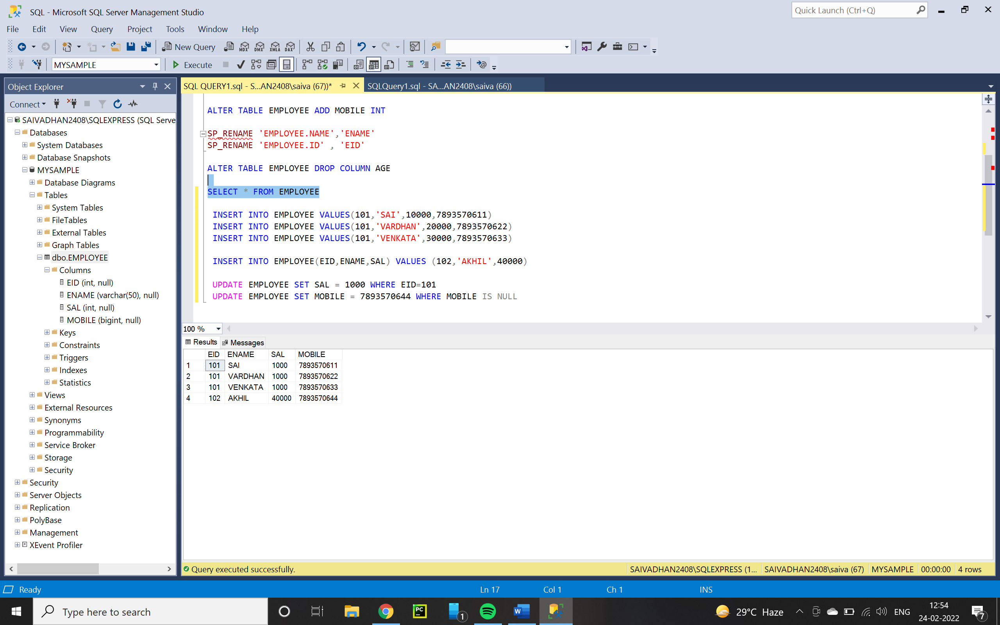 SQL - Microsoft SQL Server Management Studio
Quick Launch (Ctrl+Q)
File Edit View Query Project Tools Window Help
New Query MDX DMX XMLA DAX
MYSAMPLE Execute
Object Explorer
SQL QUERY1.sql - S...AN2408\saiva (67))*
SQLQuery1.sql - SA...AN2408\saiva (66))
Connect
SAIVADHAN2408\SQLEXPRESS (SQL Serve
Databases
System Databases
Database Snapshots
MYSAMPLE
Database Diagrams
Tables
System Tables
FileTables
External Tables
Graph Tables
dbo.EMPLOYEE
Columns
EID (int, null)
ENAME (varchar(50), null)
SAL (int, null)
MOBILE (bigint, null)
Keys
Constraints
Triggers
Indexes
Statistics
Views
External Resources
Synonyms
Programmability
Service Broker
Storage
Security
Security
Server Objects
Replication
PolyBase
Management
XEvent Profiler
ALTER TABLE EMPLOYEE ADD MOBILE INT
SP_RENAME 'EMPLOYEE.NAME','ENAME'
SP_RENAME 'EMPLOYEE.ID' , 'EID'
ALTER TABLE EMPLOYEE DROP COLUMN AGE
SELECT * FROM EMPLOYEE
INSERT INTO EMPLOYEE VALUES(101,'SAI',10000,7893570611)
INSERT INTO EMPLOYEE VALUES(101,'VARDHAN',20000,7893570622)
INSERT INTO EMPLOYEE VALUES(101,'VENKATA',30000,7893570633)
INSERT INTO EMPLOYEE(EID,ENAME,SAL) VALUES (102,'AKHIL',40000)
UPDATE EMPLOYEE SET SAL = 1000 WHERE EID=101
UPDATE EMPLOYEE SET MOBILE = 7893570644 WHERE MOBILE IS NULL
100 %
Results Messages
EID ENAME SAL MOBILE
1 101 SAI 1000 7893570611
2 101 VARDHAN 1000 7893570622
3 101 VENKATA 1000 7893570633
4 102 AKHIL 40000 7893570644
Query executed successfully. SAIVADHAN2408\SQLEXPRESS (1... SAIVADHAN2408\saiva (67) MYSAMPLE 00:00:00 4 rows
Ready Ln 17 Col 1 Ch 1 INS
Type here to search
PC
1
W
29°C Haze
ENG
12:54
24-02-2022
7